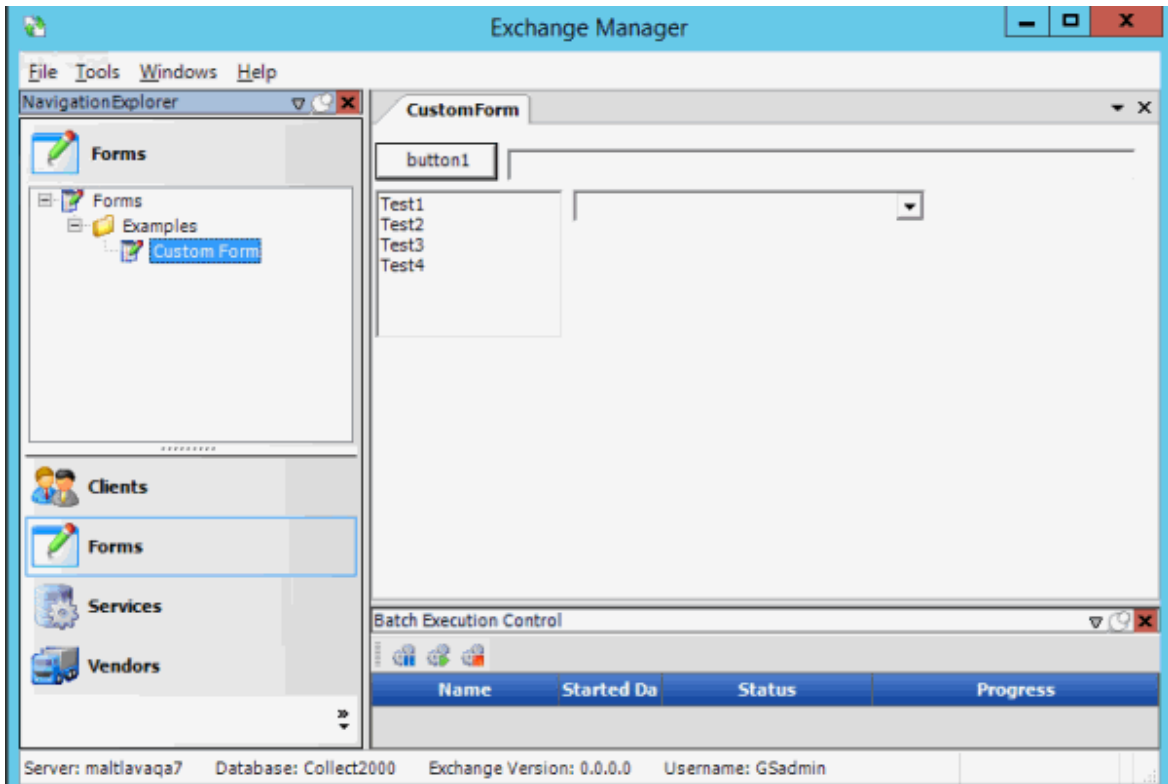 Exchange Manager
File Tools Windows Help
NavigationExplorer
Forms
Forms
Examples
Custom Form
Clients
Forms
Services
Vendors
CustomForm
button1
Test1
Test2
Test3
Test4
Batch Execution Control
Name Started Da Status Progress
Server: maltlavaqa7 Database: Collect2000 Exchange Version: 0.0.0.0 Username: GSadmin